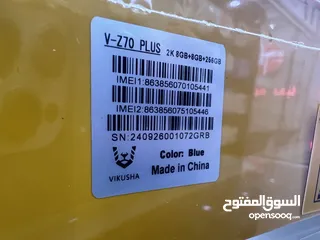 V-Z70 PLUS
2K 8GB+8GB+256GB
IMEI1:863856070105441
IMEI2:863856075105446
SN:240926001072GRB
VIKUSHA
Color: Blue
Made in China
السوق المفتوح
opensooq.com